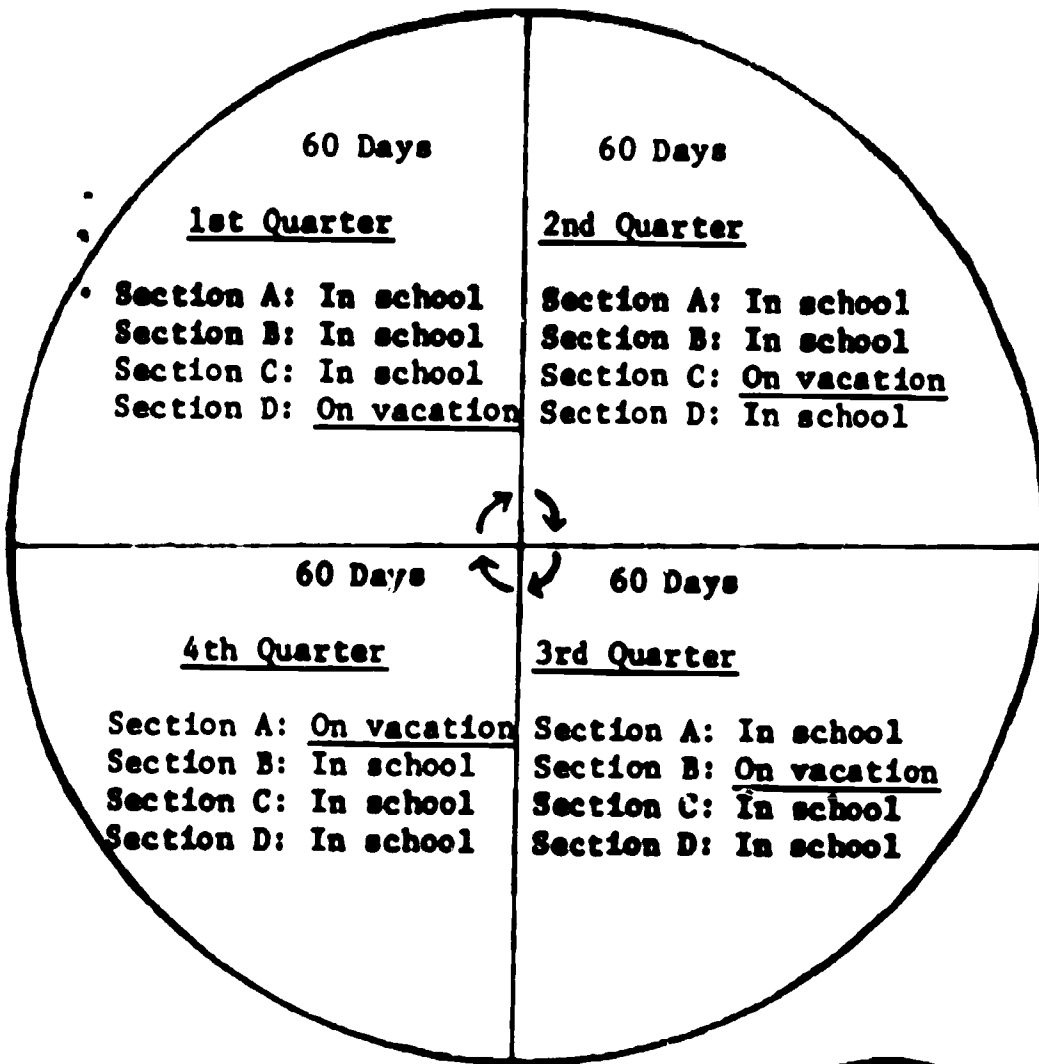 60 Days
1st Quarter
Section A: In school
Section B: In school
Section C: In school
Section D: On vacation
60 Days
2nd Quarter
Section A: In school
Section B: In school
Section C: On vacation
Section D: In school
60 Days
4th Quarter
Section A: On vacation
Section B: In school
Section C: In school
Section D: In school
60 Days
3rd Quarter
Section A: In school
Section B: On vacation
Section C: In school
Section D: In school